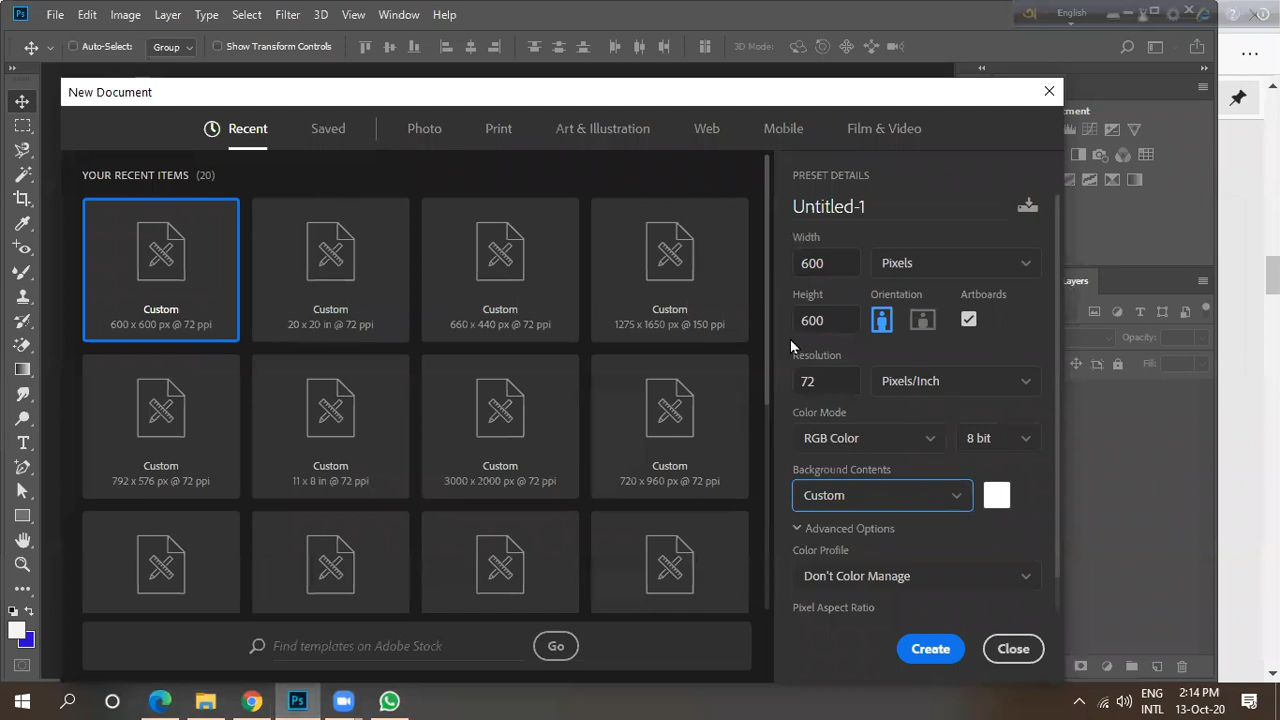 Ps File Edit Image Layer Type Select Filter 3D View Window Help
English
Auto-Select: Group Show Transform Controls
New Document
Recent Saved Photo Print Art & Illustration Web Mobile Film & Video
YOUR RECENT ITEMS (20)
Custom
600 x 600 px @ 72 ppi
Custom
20 x 20 in @ 72 ppi
Custom
660 x 440 px @ 72 ppi
Custom
1275 x 1650 px @ 150 ppi
Custom
792 x 576 px @ 72 ppi
Custom
11 x 8 in @ 72 ppi
Custom
3000 x 2000 px @ 72 ppi
Custom
720 x 960 px @ 72 ppi
Find templates on Adobe Stock Go
PRESET DETAILS
Untitled-1
Width
600 Pixels
Height Orientation Artboards
600
Resolution
72 Pixels/Inch
Color Mode
RGB Color 8 bit
Background Contents
Custom
Advanced Options
Color Profile
Don't Color Manage
Pixel Aspect Ratio
Create Close
Opacity:
Fill:
Ps
ENG 2:14 PM
INTL 13-Oct-20